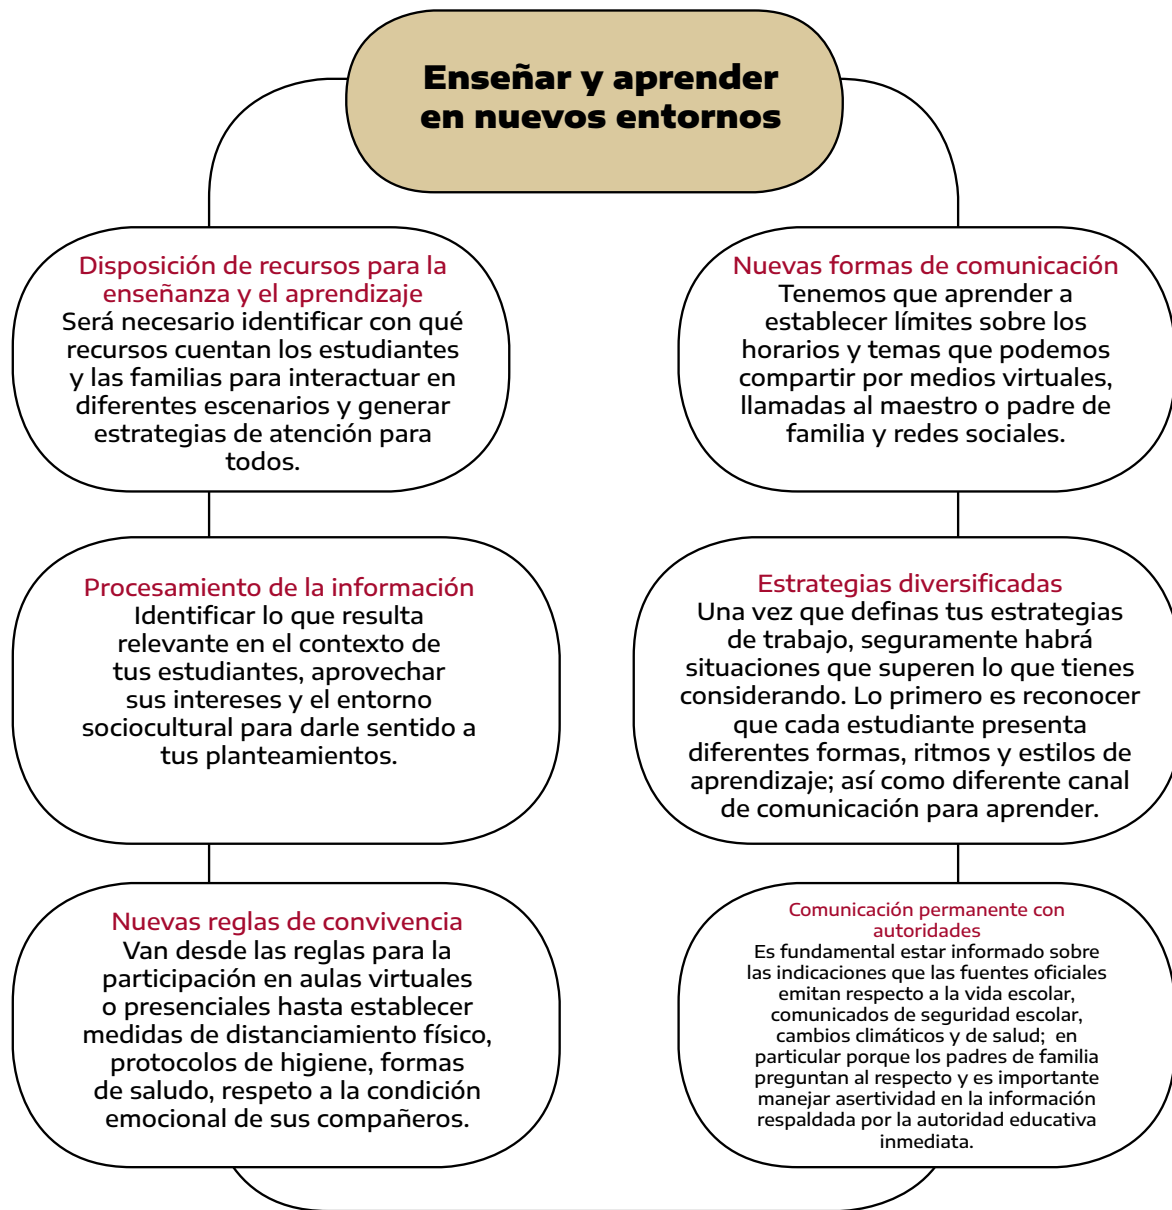 Enseñar y aprender
en nuevos entornos
Disposición de recursos para la
enseñanza y el aprendizaje
Será necesario identificar con qué
recursos cuentan los estudiantes
y las familias para interactuar en
diferentes escenarios y generar
estrategias de atención para
todos.
Procesamiento de la información
Identificar lo que resulta
relevante en el contexto de
tus estudiantes, aprovechar
sus intereses y el entorno
sociocultural para darle sentido a
tus planteamientos.
Nuevas reglas de convivencia
Van desde las reglas para la
participación en aulas virtuales
o presenciales hasta establecer
medidas de distanciamiento físico,
protocolos de higiene, formas
de saludo, respeto a la condición
emocional de sus compañeros.
Nuevas formas de comunicación
Tenemos que aprender a
establecer límites sobre los
horarios y temas que podemos
compartir por medios virtuales,
llamadas al maestro o padre de
familia y redes sociales.
Estrategias diversificadas
Una vez que definas tus estrategias
de trabajo, seguramente habrá
situaciones que superen lo que tienes
considerando. Lo primero es reconocer
que cada estudiante presenta
diferentes formas, ritmos y estilos de
aprendizaje; así como diferente canal
de comunicación para aprender.
Comunicación permanente con
autoridades
Es fundamental estar informado sobre
las indicaciones que las fuentes oficiales
emitan respecto a la vida escolar,
comunicados de seguridad escolar,
cambios climáticos y de salud; en
particular porque los padres de familia
preguntan al respecto y es importante
manejar asertividad en la información
respaldada por la autoridad educativa
inmediata.